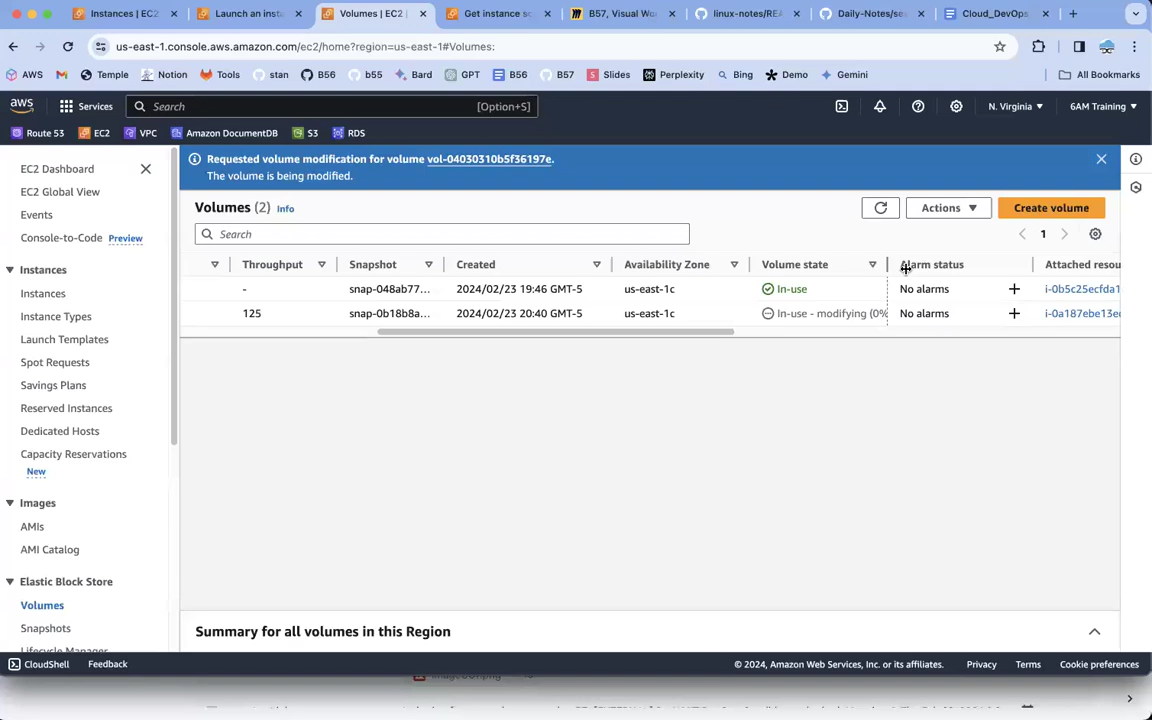 Instances | EC2
Launch an insta
Volumes | EC2 |
Get instance sc
B57, Visual Wo
linux-notes/REA
Daily-Notes/se
Cloud_DevOps
us-east-1.console.aws.amazon.com/ec2/home?region=us-east-1#Volumes:
AWS
Temple
Notion
Tools
stan
B56
b55
Bard
GPT
B56
B57
Slides
Perplexity
Bing
Demo
Gemini
All Bookmarks
aws
Services
Search
[Option+S]
N. Virginia
6AM Training
Route 53
EC2
VPC
Amazon DocumentDB
S3
RDS
EC2 Dashboard
EC2 Global View
Events
Console-to-Code Preview
Instances
Instances
Instance Types
Launch Templates
Spot Requests
Savings Plans
Reserved Instances
Dedicated Hosts
Capacity Reservations
New
Images
AMIs
AMI Catalog
Elastic Block Store
Volumes
Snapshots
Lifecycle Manager
Requested volume modification for volume vol-04030310b5f36197e.
The volume is being modified.
Volumes (2) Info
Actions
Create volume
Search
1
Throughput Snapshot Created Availability Zone Volume state Alarm status Attached resou
- snap-048ab77... 2024/02/23 19:46 GMT-5 us-east-1c In-use No alarms i-0b5c25ecfda1
125 snap-0b18b8a... 2024/02/23 20:40 GMT-5 us-east-1c In-use - modifying (0% No alarms i-0a187ebe13e
Summary for all volumes in this Region
CloudShell
Feedback
© 2024, Amazon Web Services, Inc. or its affiliates.
Privacy
Terms
Cookie preferences